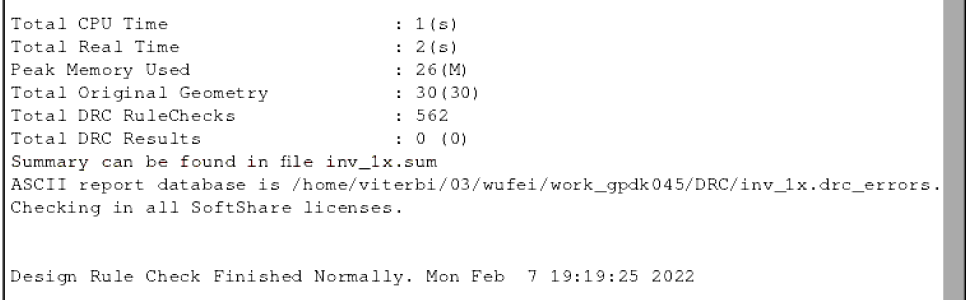 Total CPU Time                   : 1(s)
Total Real Time                  : 2(s)
Peak Memory Used                 : 26(M)
Total Original Geometry          : 30(30)
Total DRC RuleChecks             : 562
Total DRC Results                : 0 (0)
Summary can be found in file inv_1x.sum
ASCII report database is /home/viterbi/03/wufei/work_gpdk045/DRC/inv_1x.drc_errors.
Checking in all SoftShare licenses.
Design Rule Check Finished Normally. Mon Feb  7 19:19:25 2022